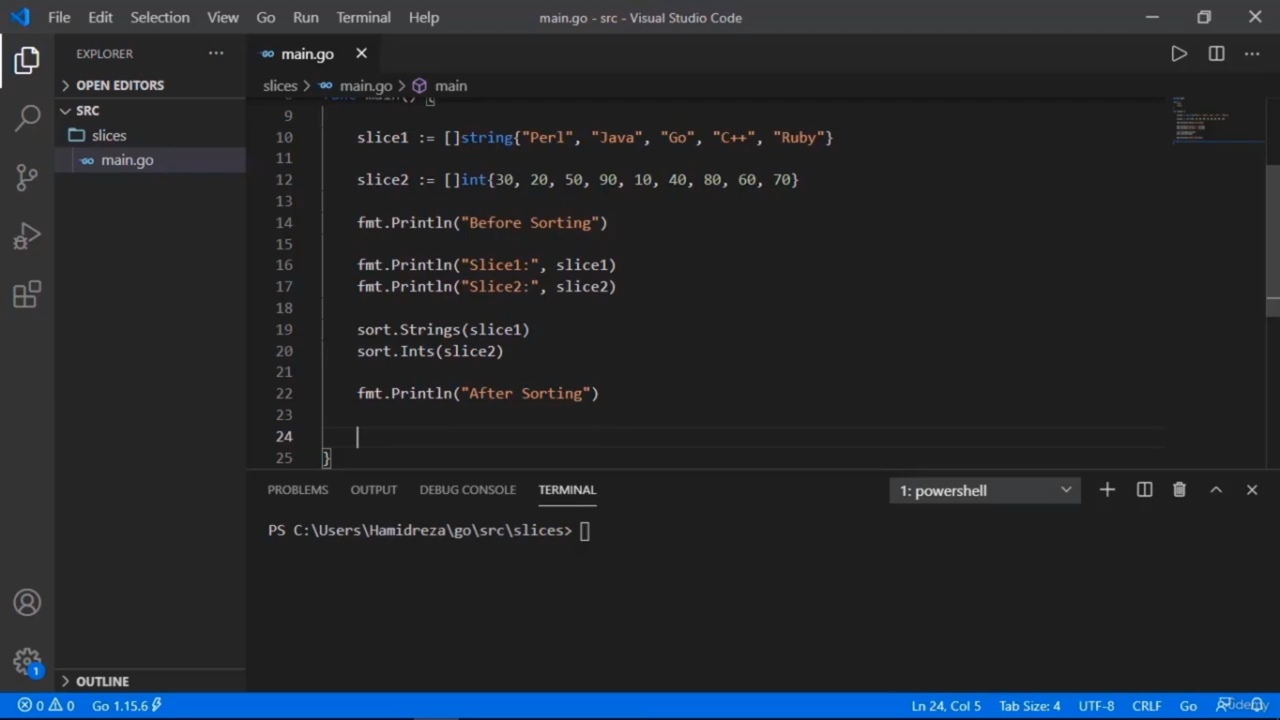 File Edit Selection View Go Run Terminal Help main.go - src - Visual Studio Code
EXPLORER
main.go
OPEN EDITORS
slices main.go main
SRC
slices
main.go
9
10 slice1 := []string{"Perl", "Java", "Go", "C++", "Ruby"}
11
12 slice2 := []int{30, 20, 50, 90, 10, 40, 80, 60, 70}
13
14 fmt.Println("Before Sorting")
15
16 fmt.Println("Slice1:", slice1)
17 fmt.Println("Slice2:", slice2)
18
19 sort.Strings(slice1)
20 sort.Ints(slice2)
21
22 fmt.Println("After Sorting")
23
24
25 }
PROBLEMS OUTPUT DEBUG CONSOLE TERMINAL 1: powershell
PS C:\Users\Hamidreza\go\src\slices>
1
OUTLINE
0 0 Go 1.15.6 Ln 24, Col 5 Tab Size: 4 UTF-8 CRLF Go